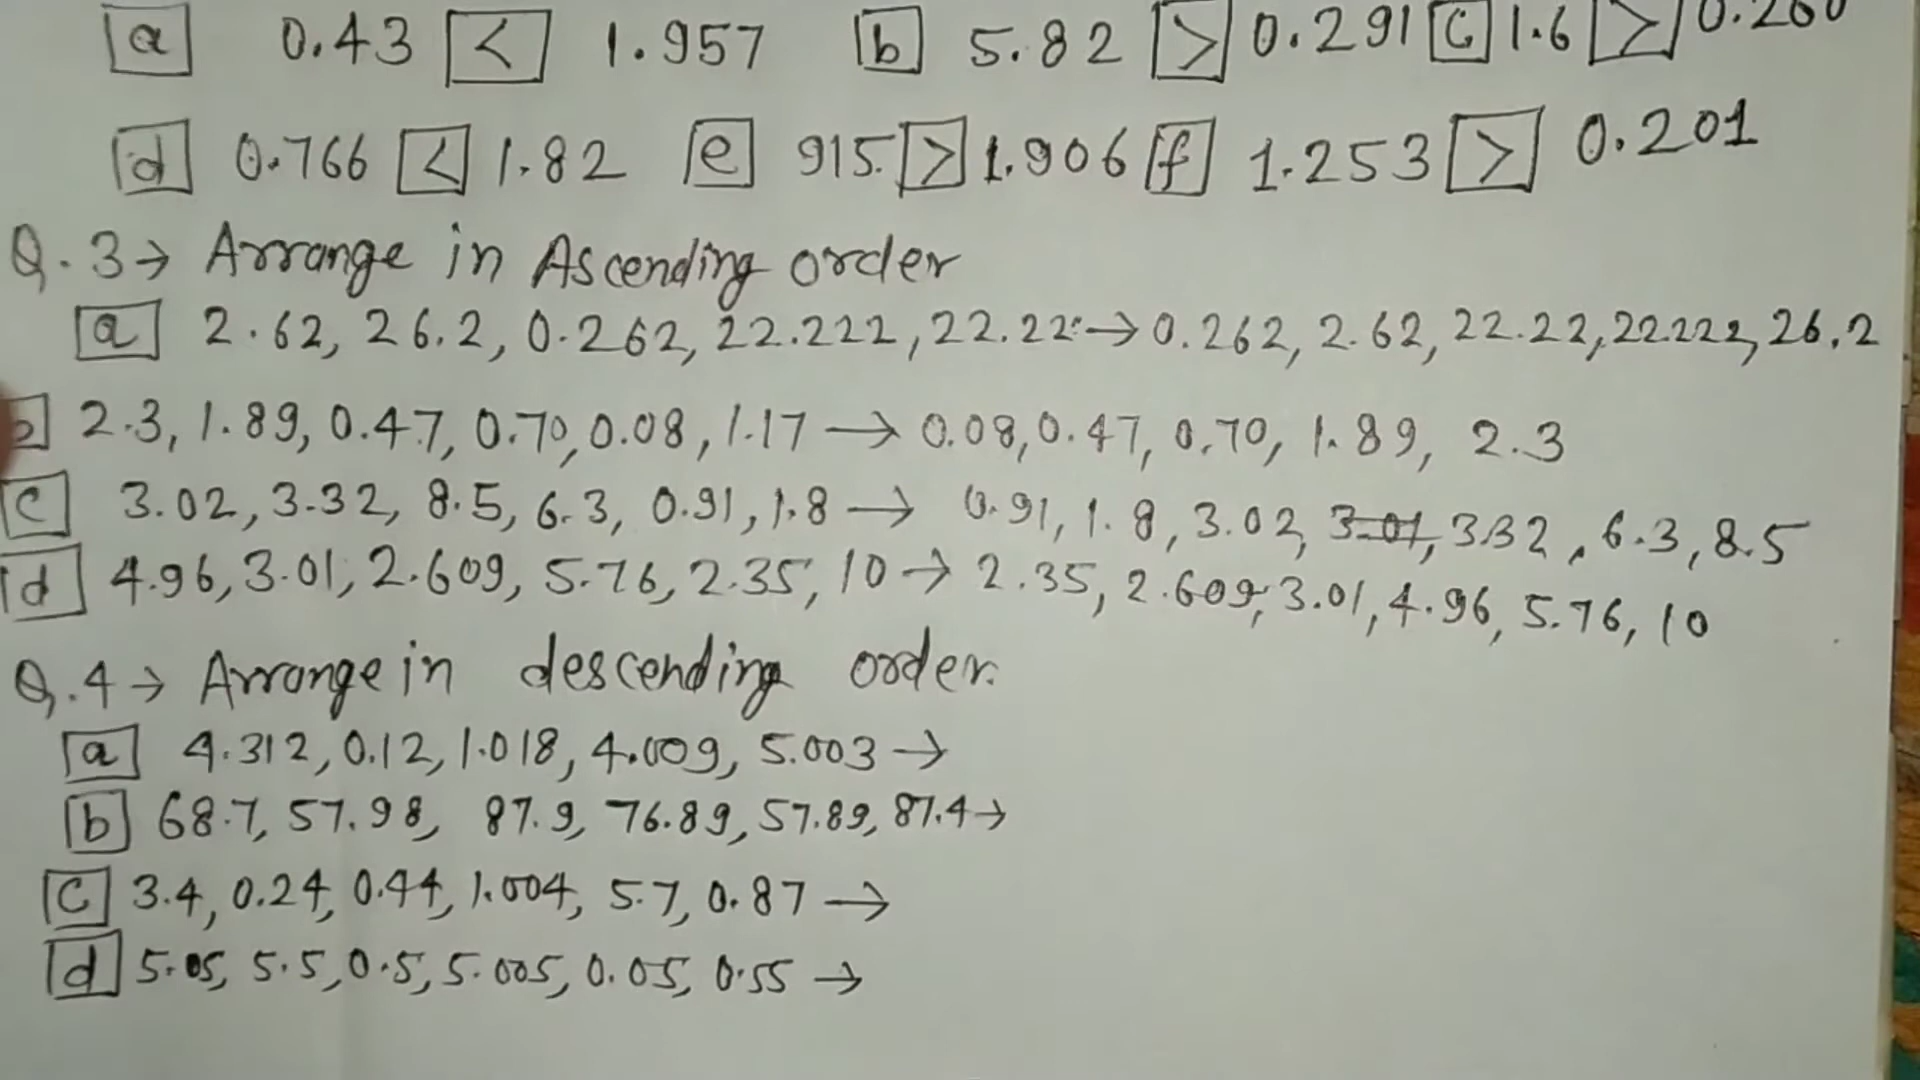 a 0.43 < 1.957 b 5.82 > 0.291 c 1.6 > 0.260
d 0.766 < 1.82 e 915. > 1.906 f 1.253 > 0.201
Q.3→ Arrange in Ascending order
a 2.62, 26.2, 0.262, 22.222, 22.22→ 0.262, 2.62, 22.22, 22.222, 26.2
2.3, 1.89, 0.47, 0.70, 0.08, 1.17 → 0.08, 0.47, 0.70, 1.89, 2.3
c 3.02, 3.32, 8.5, 6.3, 0.91, 1.8 → 0.91, 1.8, 3.02, 3.01, 3.32, 6.3, 8.5
d 4.96, 3.01, 2.609, 5.76, 2.35, 10 → 2.35, 2.609, 3.01, 4.96, 5.76, 10
Q.4→ Arrange in descending order.
a 4.312, 0.12, 1.018, 4.009, 5.003 →
b 68.7, 57.98, 87.9, 76.89, 57.89, 87.4→
c 3.4, 0.24, 0.44, 1.004, 5.7, 0.87 →
d 5.05, 5.5, 0.5, 5.005, 0.05, 0.55 →